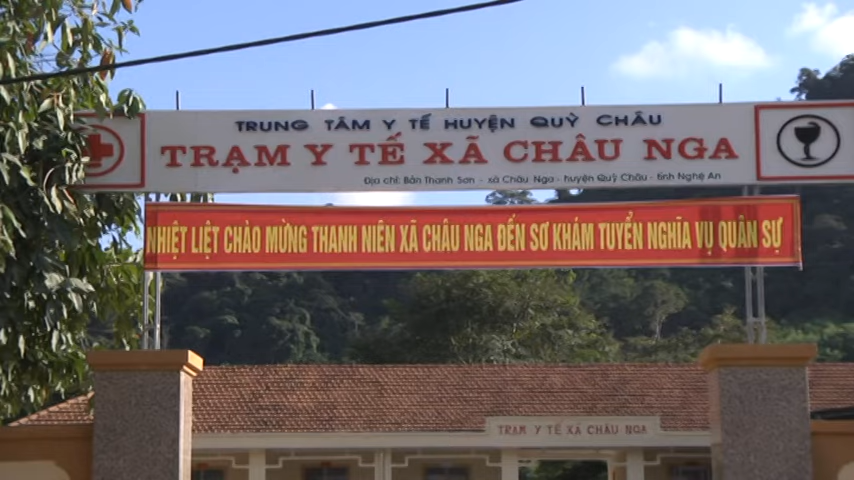 TRUNG TÂM Y TẾ HUYỆN QUỲ CHÂU
TRẠM Y TẾ XÃ CHÂU NGA
Địa chỉ: Bản Thanh Sơn - xã Châu Nga - huyện Quỳ Châu - tỉnh Nghệ An
NHIỆT LIỆT CHÀO MỪNG THANH NIÊN XÃ CHÂU NGA ĐẾN SƠ KHÁM TUYỂN NGHĨA VỤ QUÂN SỰ
TRẠM Y TẾ XÃ CHÂU NGA